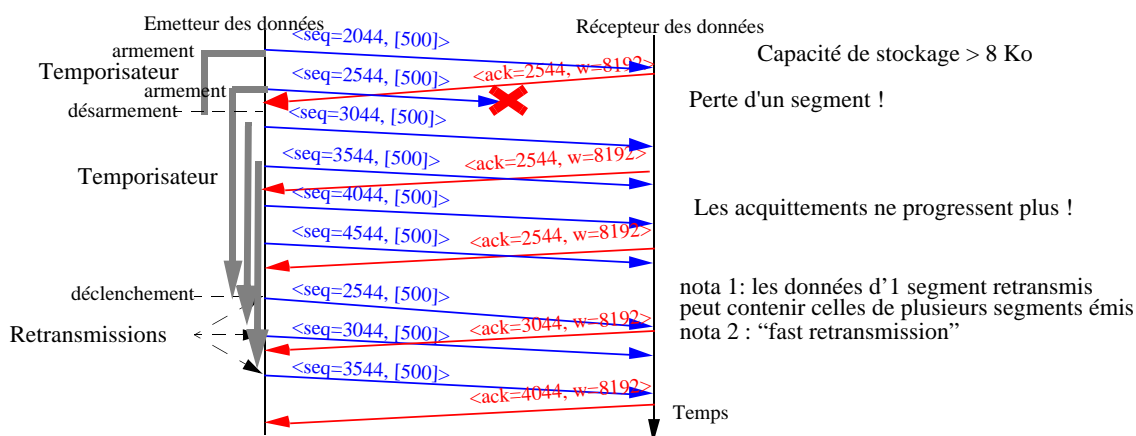 Emetteur des données
Récepteur des données
armement
<seq=2044, [500]>
Capacité de stockage > 8 Ko
Temporisateur
<seq=2544, [500]>
<ack=2544, w=8192>
armement
Perte d'un segment !
désarmement
<seq=3044, [500]>
<seq=3544, [500]>
<ack=2544, w=8192>
Temporisateur
<seq=4044, [500]>
Les acquittements ne progressent plus !
<seq=4544, [500]>
<ack=2544, w=8192>
déclenchement
<seq=2544, [500]>
nota 1: les données d'1 segment retransmis
peut contenir celles de plusieurs segments émis
nota 2 : “fast retransmission”
Retransmissions
<seq=3044, [500]>
<ack=3044, w=8192>
<seq=3544, [500]>
<ack=4044, w=8192>
Temps